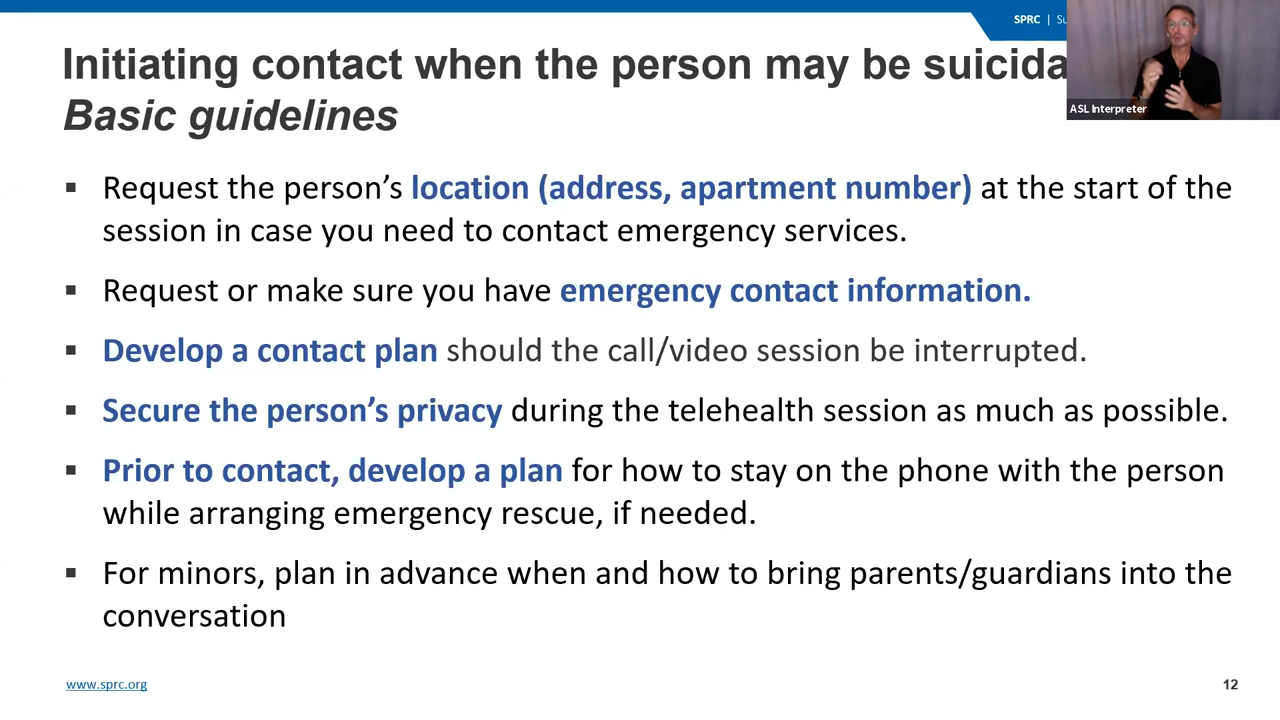 SPRC | Su
Initiating contact when the person may be suicida
Basic guidelines
ASL Interpreter
▪ Request the person’s location (address, apartment number) at the start of the
session in case you need to contact emergency services.
▪ Request or make sure you have emergency contact information.
▪ Develop a contact plan should the call/video session be interrupted.
▪ Secure the person’s privacy during the telehealth session as much as possible.
▪ Prior to contact, develop a plan for how to stay on the phone with the person
while arranging emergency rescue, if needed.
▪ For minors, plan in advance when and how to bring parents/guardians into the
conversation
www.sprc.org
12